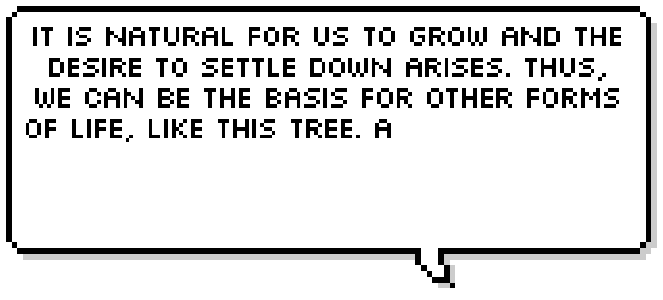 IT IS NATURAL FOR US TO GROW AND THE
DESIRE TO SETTLE DOWN ARISES. THUS,
WE CAN BE THE BASIS FOR OTHER FORMS
OF LIFE, LIKE THIS TREE. A